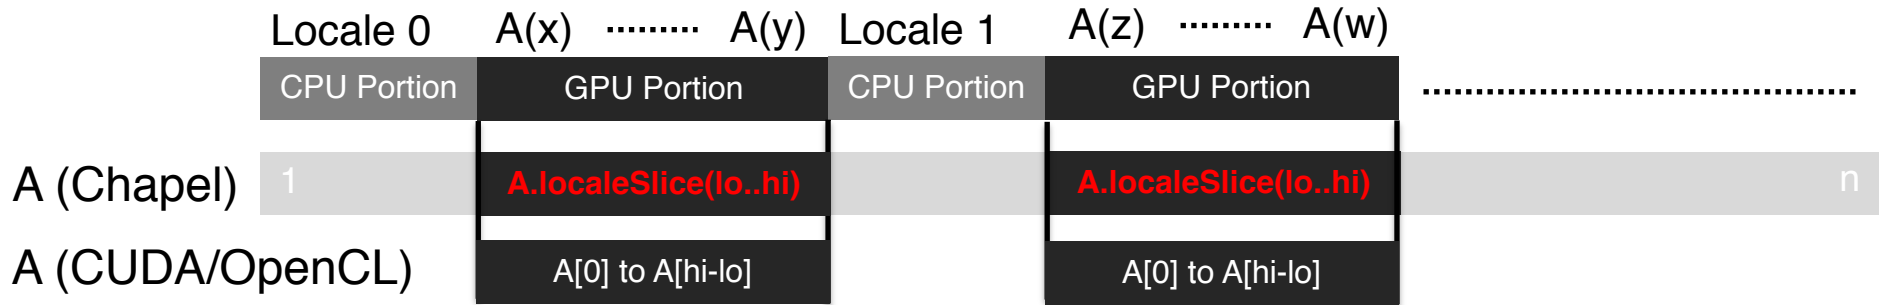 Locale 0 A(x) ......... A(y) Locale 1 A(z) ......... A(w)
CPU Portion GPU Portion CPU Portion GPU Portion ..........................................
A (Chapel) 1 A.localeSlice(lo..hi) A.localeSlice(lo..hi) n
A (CUDA/OpenCL) A[0] to A[hi-lo] A[0] to A[hi-lo]